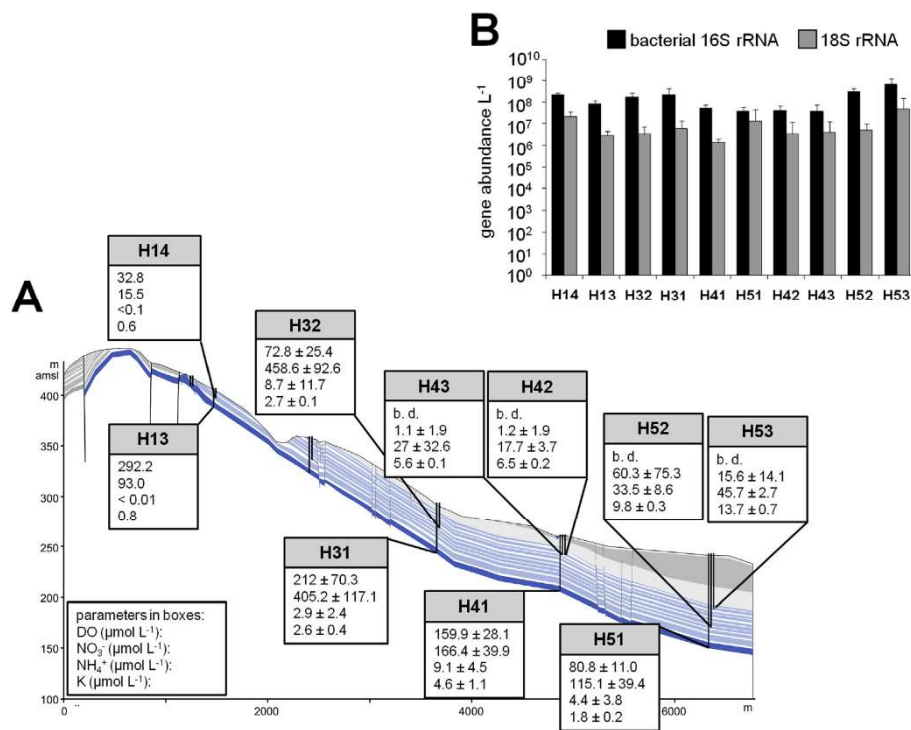 B
bacterial 16S rRNA
18S rRNA
gene abundance L⁻¹
10¹⁰
10⁹
10⁸
10⁷
10⁶
10⁵
10⁴
10³
10²
10¹
10⁰
H14 H13 H32 H31 H41 H51 H42 H43 H52 H53
A
H14
32.8
15.5
<0.1
0.6
H32
72.8 ± 25.4
458.6 ± 92.6
8.7 ± 11.7
2.7 ± 0.1
H43
b. d.
1.1 ± 1.9
27 ± 32.6
5.6 ± 0.1
H42
b. d.
1.2 ± 1.9
17.7 ± 3.7
6.5 ± 0.2
H52
b. d.
60.3 ± 75.3
33.5 ± 8.6
9.8 ± 0.3
H53
b. d.
15.6 ± 14.1
45.7 ± 2.7
13.7 ± 0.7
H13
292.2
93.0
< 0.01
0.8
H31
212 ± 70.3
405.2 ± 117.1
2.9 ± 2.4
2.6 ± 0.4
H41
159.9 ± 28.1
166.4 ± 39.9
9.1 ± 4.5
4.6 ± 1.1
H51
80.8 ± 11.0
115.1 ± 39.4
4.4 ± 3.8
1.8 ± 0.2
parameters in boxes:
DO (µmol L⁻¹):
NO₃⁻ (µmol L⁻¹):
NH₄⁺ (µmol L⁻¹):
K (µmol L⁻¹):
m
amsl
400
350
300
250
200
150
100
0 2000 4000 6000 m